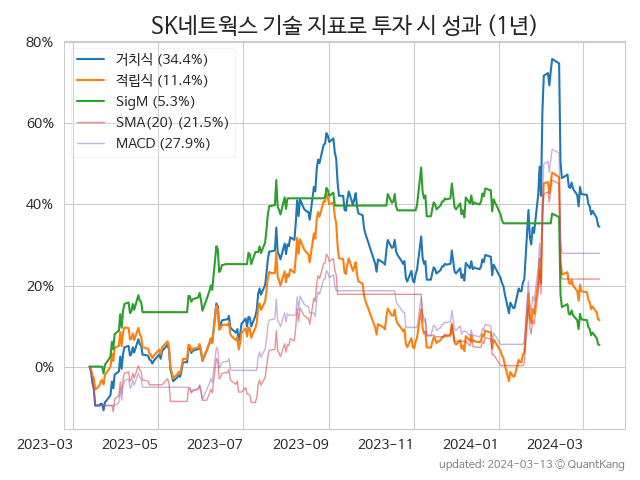 SK네트웍스 기술 지표로 투자 시 성과 (1년)
80%
60%
40%
20%
0%
거치식 (34.4%)
적립식 (11.4%)
SigM (5.3%)
SMA(20) (21.5%)
MACD (27.9%)
2023-03
2023-05
2023-07
2023-09
2023-11
2024-01
2024-03
updated: 2024-03-13 ⓒ QuantKang